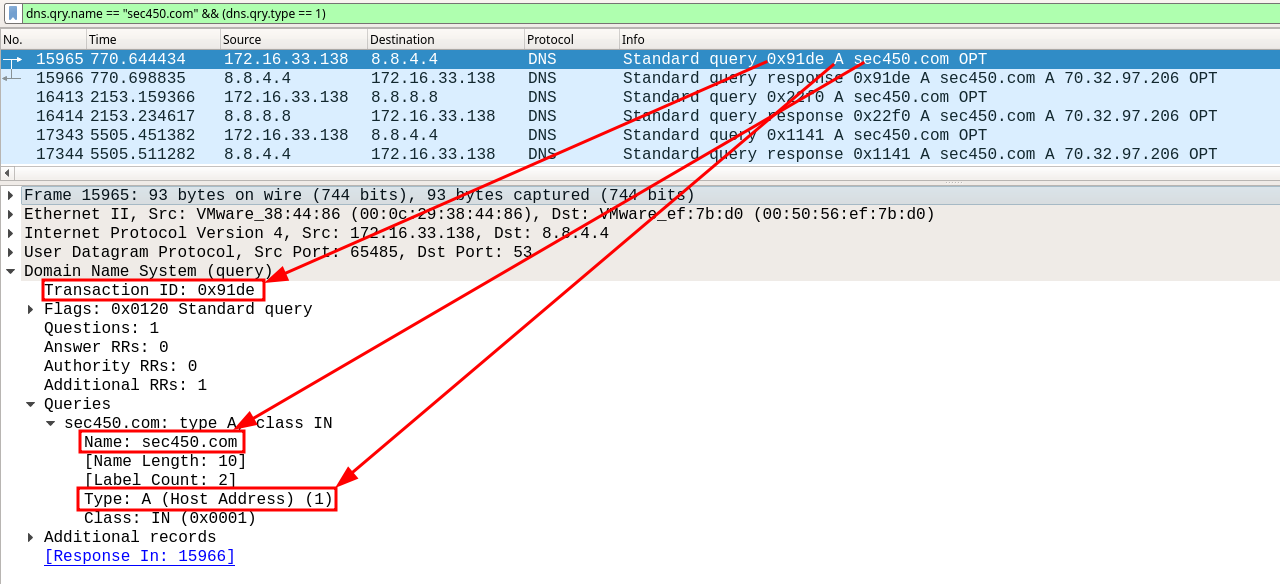 dns.qry.name == "sec450.com" && (dns.qry.type == 1)
No. Time Source Destination Protocol Info
15965 770.644434 172.16.33.138 8.8.4.4 DNS Standard query 0x91de A sec450.com OPT
15966 770.698835 8.8.4.4 172.16.33.138 DNS Standard query response 0x91de A sec450.com A 70.32.97.206 OPT
16413 2153.159366 172.16.33.138 8.8.8.8 DNS Standard query 0x22f0 A sec450.com OPT
16414 2153.234617 8.8.8.8 172.16.33.138 DNS Standard query response 0x22f0 A sec450.com A 70.32.97.206 OPT
17343 5505.451382 172.16.33.138 8.8.4.4 DNS Standard query 0x1141 A sec450.com OPT
17344 5505.511282 8.8.4.4 172.16.33.138 DNS Standard query response 0x1141 A sec450.com A 70.32.97.206 OPT
Frame 15965: 93 bytes on wire (744 bits), 93 bytes captured (744 bits)
Ethernet II, Src: VMware_38:44:86 (00:0c:29:38:44:86), Dst: VMware_ef:7b:d0 (00:50:56:ef:7b:d0)
Internet Protocol Version 4, Src: 172.16.33.138, Dst: 8.8.4.4
User Datagram Protocol, Src Port: 65485, Dst Port: 53
Domain Name System (query)
Transaction ID: 0x91de
Flags: 0x0120 Standard query
Questions: 1
Answer RRs: 0
Authority RRs: 0
Additional RRs: 1
Queries
sec450.com: type A, class IN
Name: sec450.com
[Name Length: 10]
[Label Count: 2]
Type: A (Host Address) (1)
Class: IN (0x0001)
Additional records
[Response In: 15966]